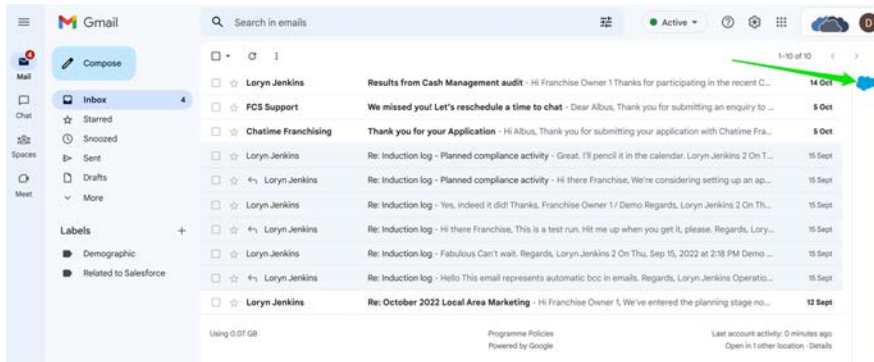 Gmail
Search in emails
Active
4
Mail
Chat
Spaces
Meet
Compose
Inbox 4
Starred
Snoozed
Sent
Drafts
More
Labels +
Demographic
Related to Salesforce
D
1–10 of 10
Loryn Jenkins Results from Cash Management audit - Hi Franchise Owner 1 Thanks for participating in the recent C... 14 Oct
FCS Support We missed you! Let's reschedule a time to chat - Dear Albus, Thank you for submitting an enquiry to ... 5 Oct
Chatime Franchising Thank you for your Application - Hi Albus, Thank you for submitting your application with Chatime Fra... 5 Oct
Loryn Jenkins Re: Induction log - Planned compliance activity - Great. I'll pencil it in the calendar. Loryn Jenkins 2 On T... 15 Sept
Loryn Jenkins Re: Induction log - Planned compliance activity - Hi there Franchise, We're considering setting up an ap... 15 Sept
Loryn Jenkins Re: Induction log - Yes, indeed it did! Thanks, Franchise Owner 1 / Demo Regards, Loryn Jenkins 2 On Th... 15 Sept
Loryn Jenkins Re: Induction log - Hi there Franchise, This is a test run. Hit me up when you get it, please. Regards, Lory... 15 Sept
Loryn Jenkins Re: Induction log - Fabulous Can't wait. Regards, Loryn Jenkins 2 On Thu, Sep 15, 2022 at 2:18 PM Demo ... 15 Sept
Loryn Jenkins Re: Induction log - Hello This email represents automatic bcc in emails. Regards, Loryn Jenkins Operatio... 15 Sept
Loryn Jenkins Re: October 2022 Local Area Marketing - Hi Franchise Owner 1, We've entered the planning stage no... 12 Sept
Using 0.07 GB
Programme Policies
Powered by Google
Last account activity: 0 minutes ago
Open in 1 other location · Details